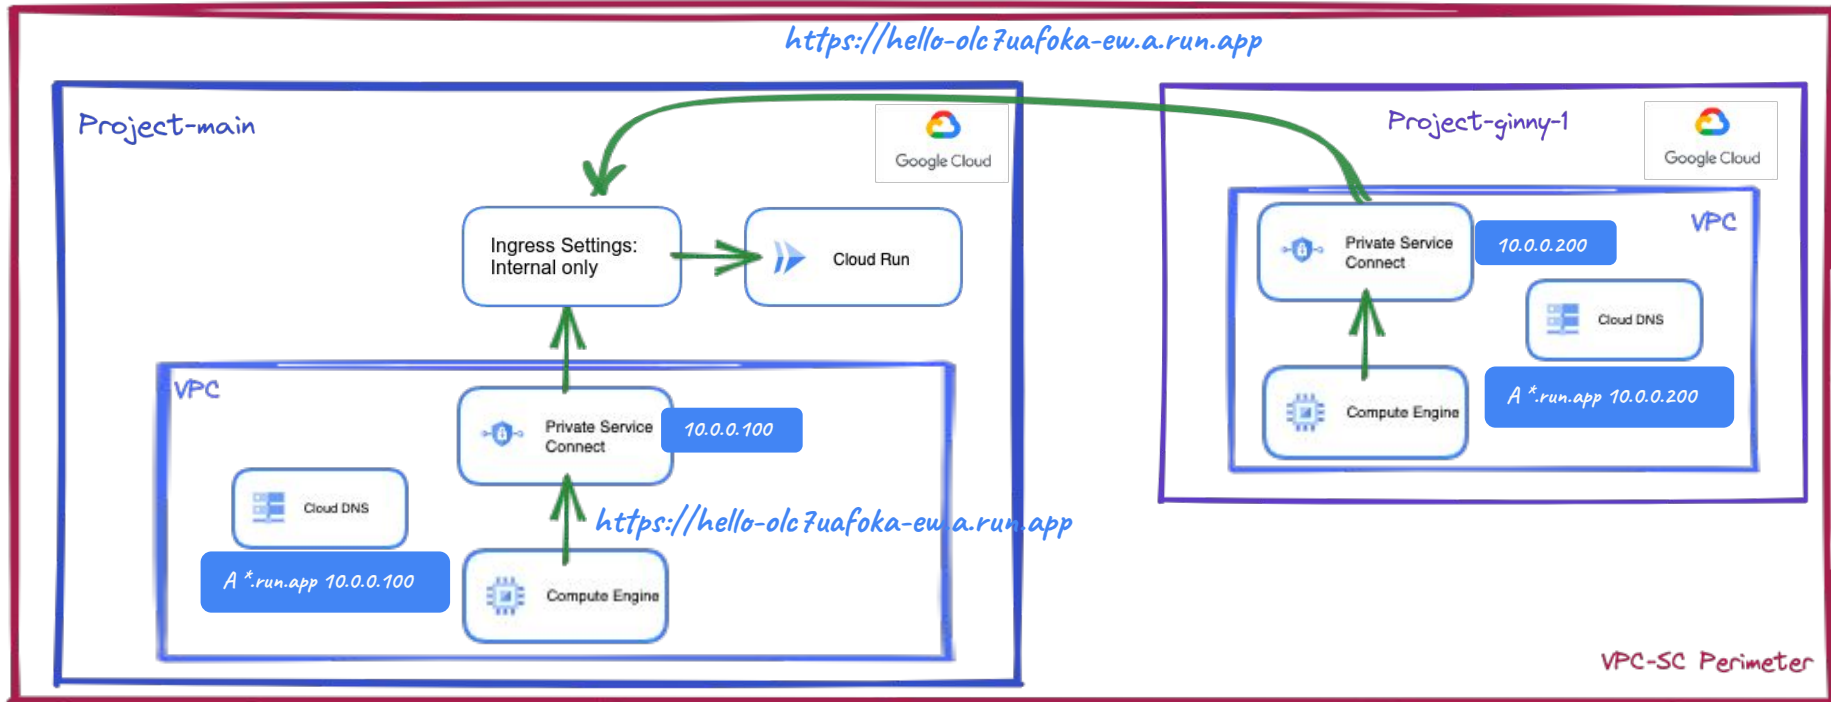 https://hello-olc7uafoka-ew.a.run.app
Project-main
Google Cloud
Ingress Settings:
Internal only
Cloud Run
VPC
Private Service
Connect
10.0.0.100
Cloud DNS
A *.run.app 10.0.0.100
https://hello-olc7uafoka-ew.a.run.app
Compute Engine
Project-ginny-1
Google Cloud
VPC
Private Service
Connect
10.0.0.200
Cloud DNS
A *.run.app 10.0.0.200
Compute Engine
VPC-SC Perimeter